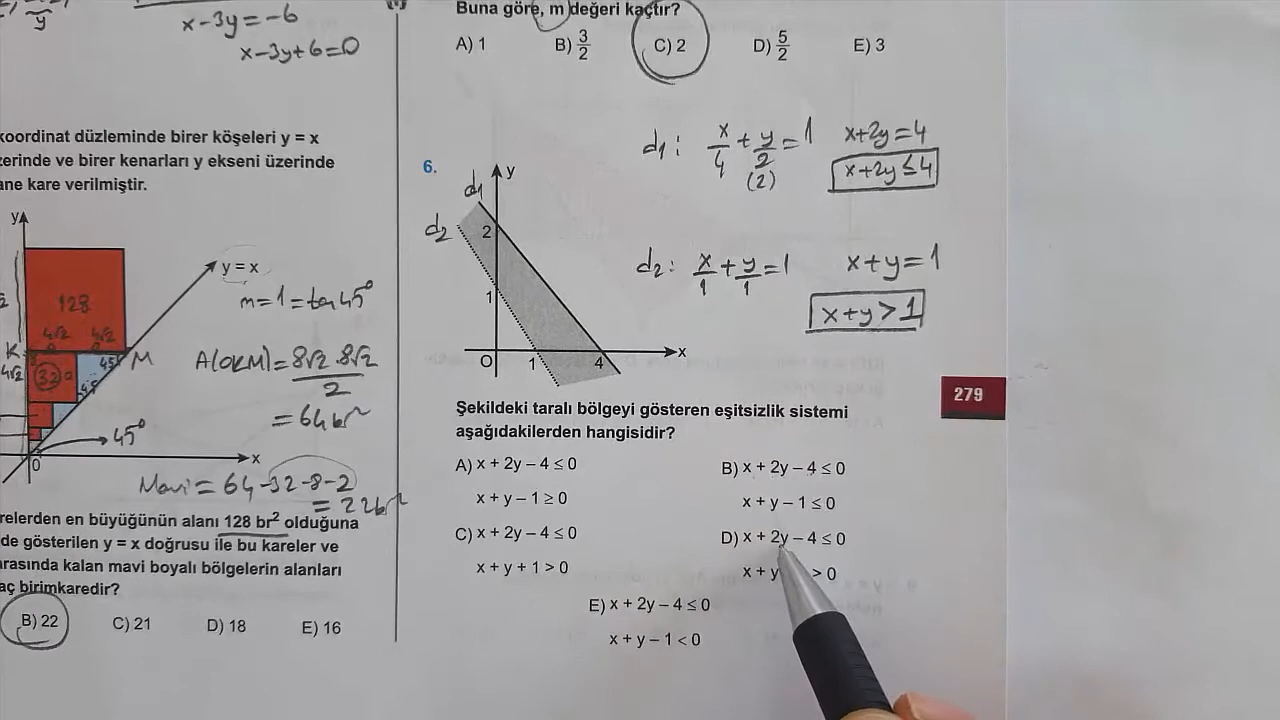 y
x-3y=-6
x-3y+6=0
koordinat düzleminde birer köşeleri y = x
zerinde ve birer kenarları y ekseni üzerinde
ane kare verilmiştir.
y
y = x
128
m=1=tan45°
4√2 4√2
K
M
4√2
32
45°
A(OKM)=8√2.8√2
2
=64br²
45°
0
x
Mavi=64-32-8-2
=22br²
relerden en büyüğünün alanı 128 br² olduğuna
de gösterilen y = x doğrusu ile bu kareler ve
arasında kalan mavi boyalı bölgelerin alanları
aç birimkaredir?
B) 22 C) 21 D) 18 E) 16
Buna göre, m değeri kaçtır?
A) 1 B) 3/2 C) 2 D) 5/2 E) 3
6.
d1
d2
y
2
1
O
1
4
x
d1: x/4 + y/2 = 1 x+2y=4
(2)
x+2y≤4
d2: x/1 + y/1 = 1 x+y=1
x+y>1
Şekildeki taralı bölgeyi gösteren eşitsizlik sistemi
aşağıdakilerden hangisidir?
A) x + 2y – 4 ≤ 0 B) x + 2y – 4 ≤ 0
x + y – 1 ≥ 0 x + y – 1 ≤ 0
C) x + 2y – 4 ≤ 0 D) x + 2y – 4 ≤ 0
x + y + 1 > 0 x + y > 0
E) x + 2y – 4 ≤ 0
x + y – 1 < 0
279